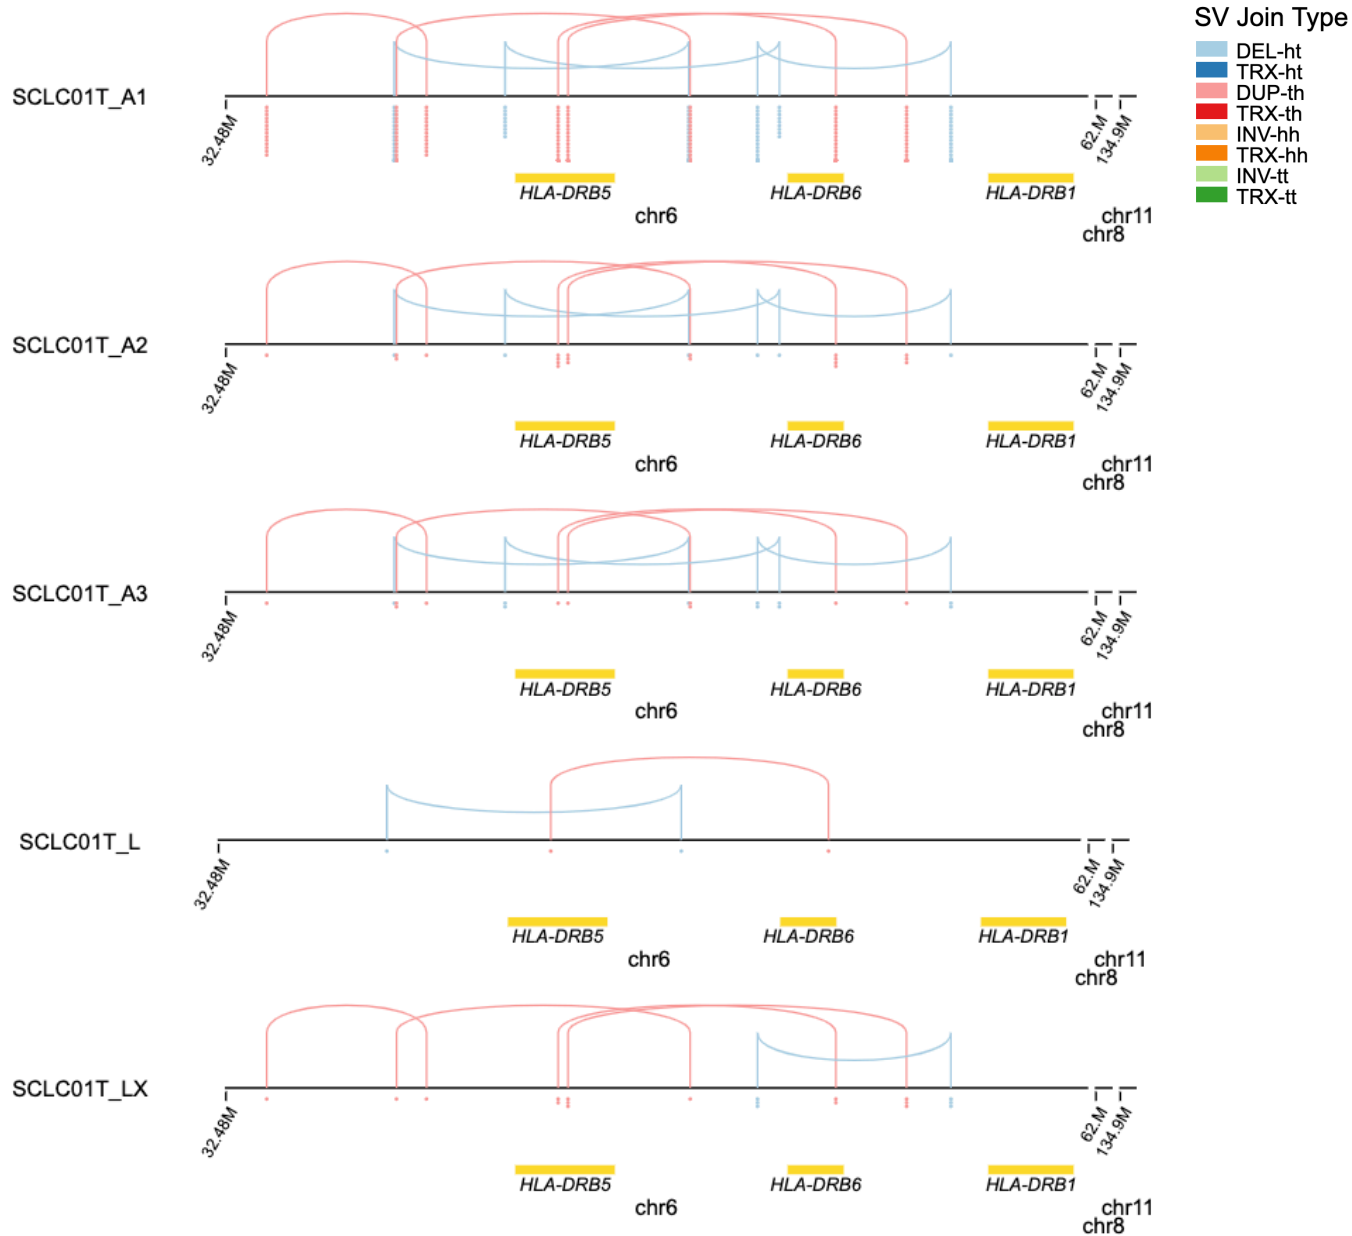 SV Join Type
DEL-ht
TRX-ht
DUP-th
TRX-th
INV-hh
TRX-hh
INV-tt
TRX-tt
SCLC01T_A1
32.48M
62.M
134.9M
HLA-DRB5
HLA-DRB6
HLA-DRB1
chr6
chr11
chr8
SCLC01T_A2
32.48M
62.M
134.9M
HLA-DRB5
HLA-DRB6
HLA-DRB1
chr6
chr11
chr8
SCLC01T_A3
32.48M
62.M
134.9M
HLA-DRB5
HLA-DRB6
HLA-DRB1
chr6
chr11
chr8
SCLC01T_L
32.48M
62.M
134.9M
HLA-DRB5
HLA-DRB6
HLA-DRB1
chr6
chr11
chr8
SCLC01T_LX
32.48M
62.M
134.9M
HLA-DRB5
HLA-DRB6
HLA-DRB1
chr6
chr11
chr8